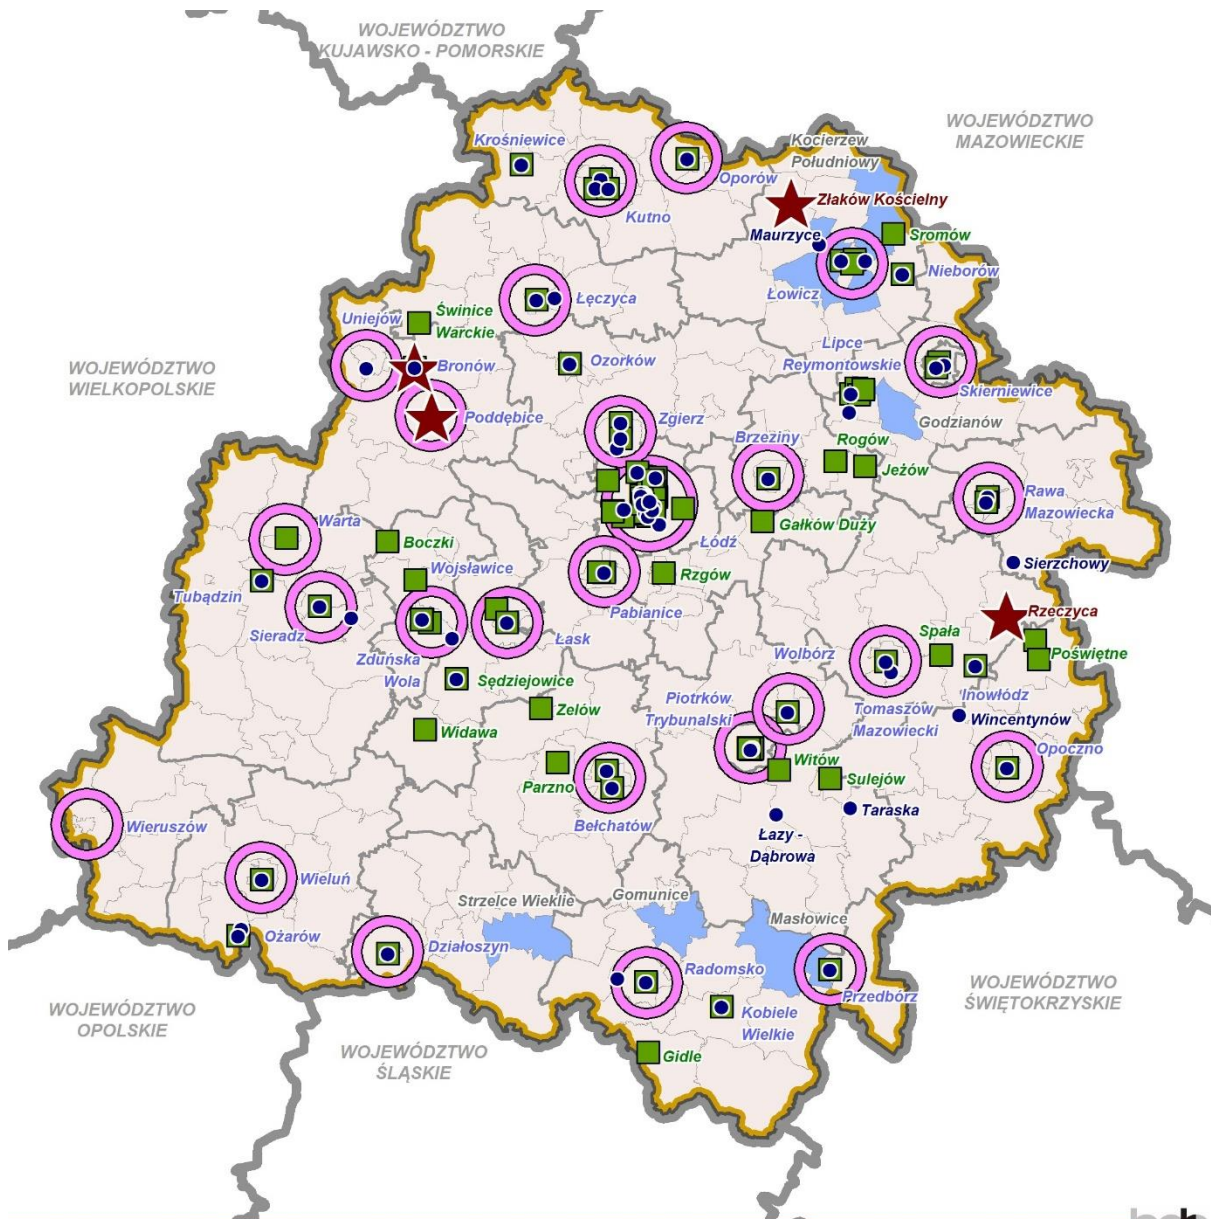 WOJEWÓDZTWO
KUJAWSKO - POMORSKIE
WOJEWÓDZTWO
MAZOWIECKIE
Krośniewice
Kocierzew
Południowy
Oporów
Kutno
Złaków Kościelny
Maurzyce
Sromów
Nieborów
Łowicz
Łęczyca
Świnice
Warckie
Uniejów
Bronów
Ozorków
Lipce
Reymontowskie
Skierniewice
WOJEWÓDZTWO
WIELKOPOLSKIE
Poddębice
Zgierz
Godzianów
Brzeziny
Rogów
Jeżów
Rawa
Mazowiecka
Warta
Boczki
Łódź
Gałków Duży
Wojsławice
Rzgów
Sierzchowy
Tubądzin
Pabianice
Rzeczyca
Sieradz
Zduńska
Wola
Łask
Wolbórz
Spała
Poświętne
Sędziejowice
Piotrków
Trybunalski
Tomaszów
Mazowiecki
Inowłódz
Zelów
Wincentynów
Widawa
Opoczno
Parzno
Witów
Sulejów
Bełchatów
Taraska
Wieruszów
Łazy -
Dąbrowa
Wieluń
Strzelce Wieklie
Gomunice
Masłowice
Ożarów
Działoszyn
Radomsko
Przedbórz
WOJEWÓDZTWO
ŚWIĘTOKRZYSKIE
WOJEWÓDZTWO
OPOLSKIE
Kobiele
Wielkie
WOJEWÓDZTWO
ŚLĄSKIE
Gidle